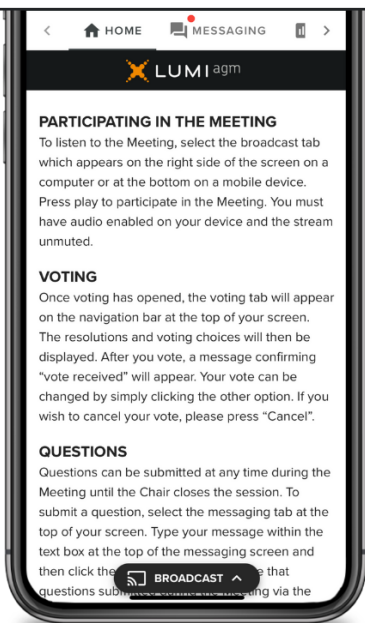 HOME MESSAGING
LUMI agm
PARTICIPATING IN THE MEETING
To listen to the Meeting, select the broadcast tab
which appears on the right side of the screen on a
computer or at the bottom on a mobile device.
Press play to participate in the Meeting. You must
have audio enabled on your device and the stream
unmuted.
VOTING
Once voting has opened, the voting tab will appear
on the navigation bar at the top of your screen.
The resolutions and voting choices will then be
displayed. After you vote, a message confirming
“vote received” will appear. Your vote can be
changed by simply clicking the other option. If you
wish to cancel your vote, please press “Cancel”.
QUESTIONS
Questions can be submitted at any time during the
Meeting until the Chair closes the session. To
submit a question, select the messaging tab at the
top of your screen. Type your message within the
text box at the top of the messaging screen and
then click the that
BROADCAST
questions via the